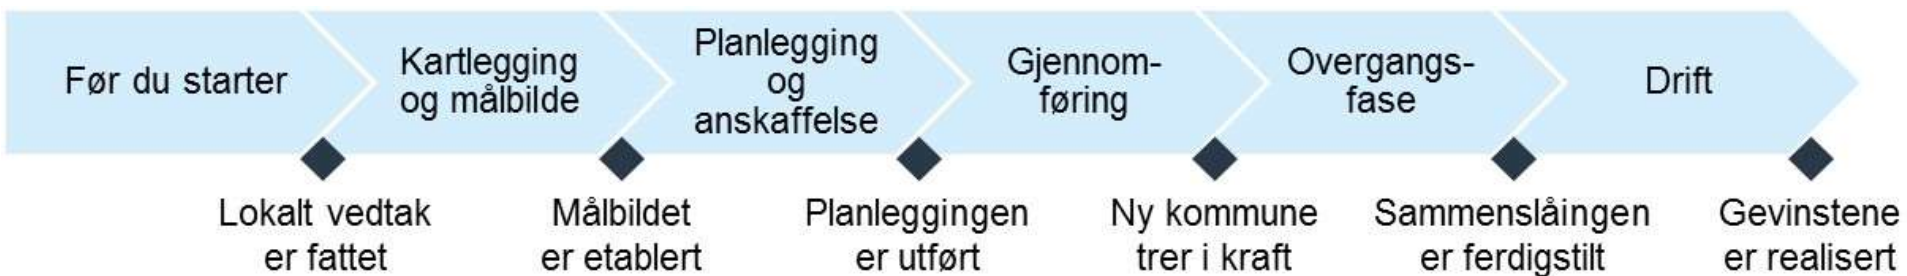 Før du starter
Kartlegging
og målbilde
Planlegging
og
anskaffelse
Gjennom-
føring
Overgangs-
fase
Drift
Lokalt vedtak
er fattet
Målbildet
er etablert
Planleggingen
er utført
Ny kommune
trer i kraft
Sammenslåingen
er ferdigstilt
Gevinstene
er realisert